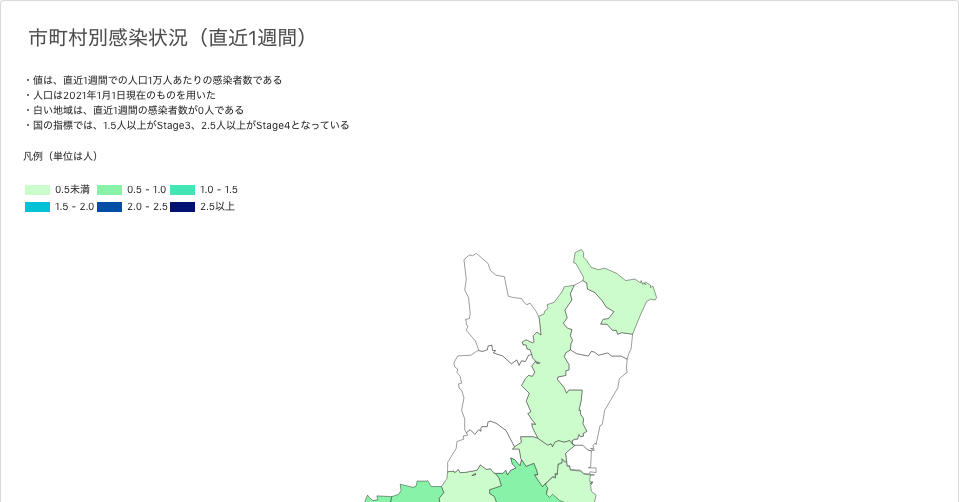 市町村別感染状況（直近1週間）
・値は、直近1週間での人口1万人あたりの感染者数である
・人口は2021年1月1日現在のものを用いた
・白い地域は、直近1週間の感染者数が0人である
・国の指標では、1.5人以上がStage3、2.5人以上がStage4となっている
凡例（単位は人）
0.5未満 0.5 - 1.0 1.0 - 1.5
1.5 - 2.0 2.0 - 2.5 2.5以上